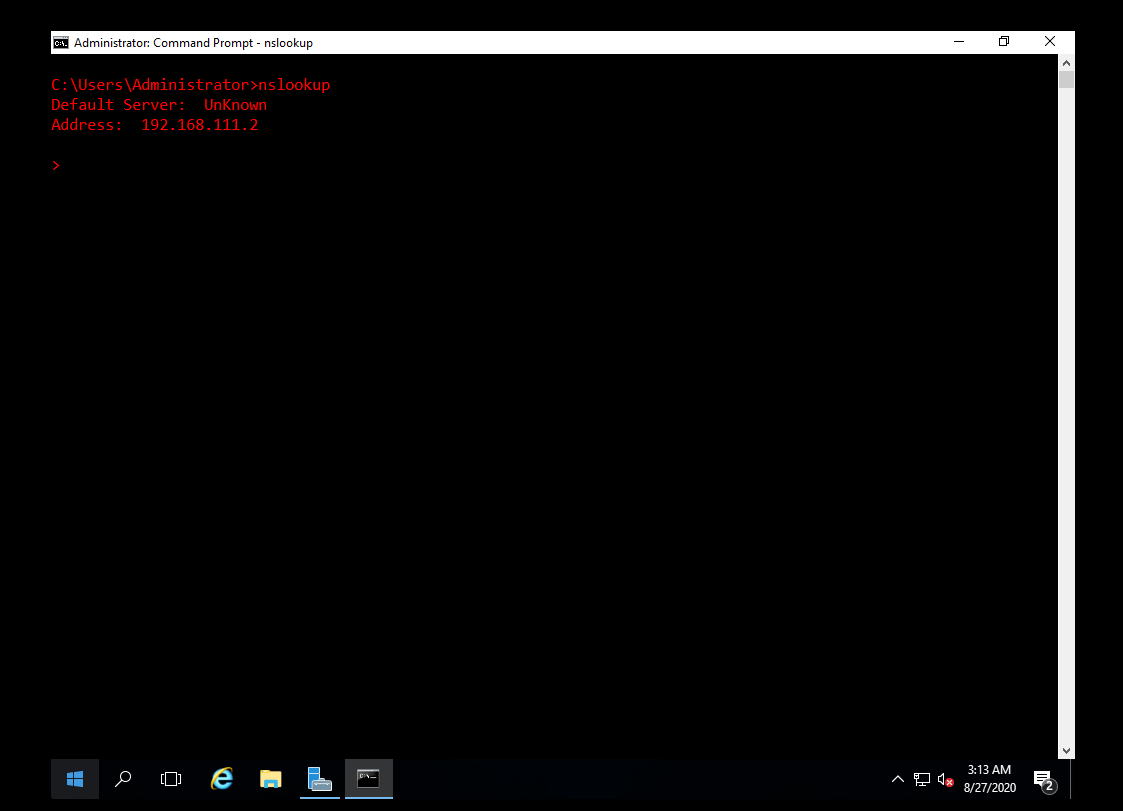 Administrator: Command Prompt - nslookup
C:\Users\Administrator>nslookup
Default Server:  UnKnown
Address:  192.168.111.2
>
3:13 AM
8/27/2020
2